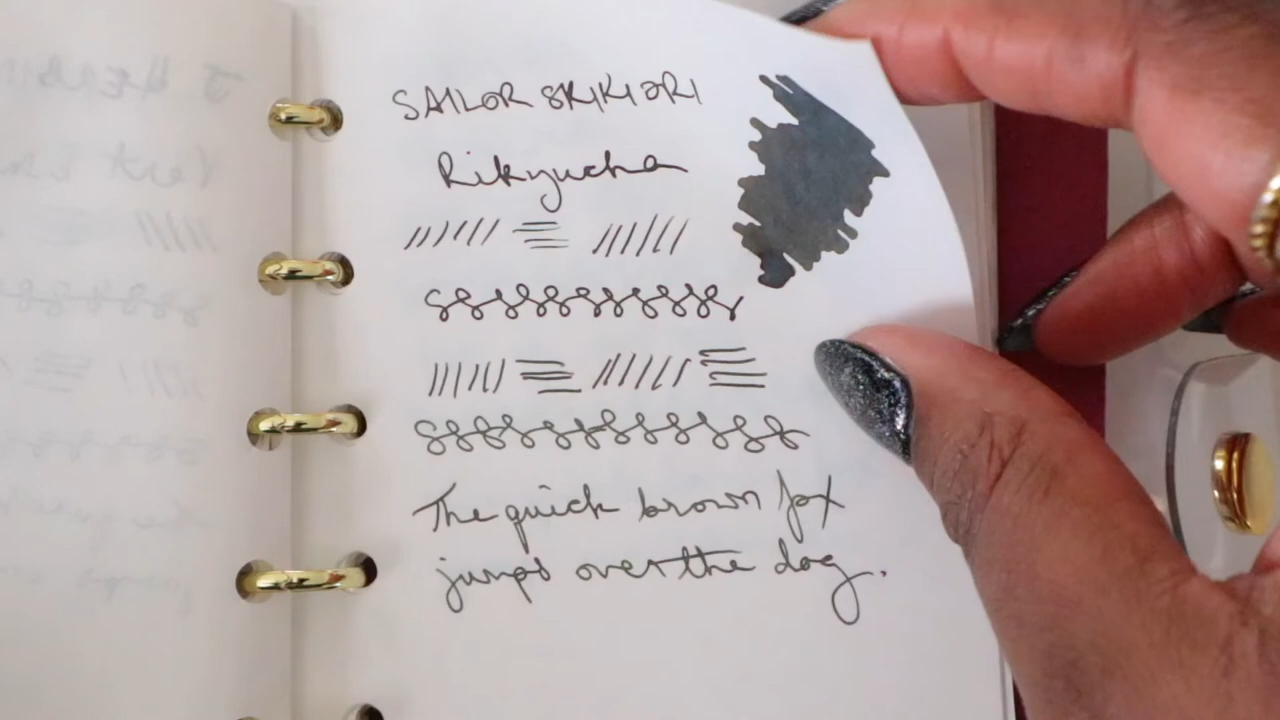 SAILOR SHIKIORI
Rikyucha
The quick brown fox
jumps over the dog.